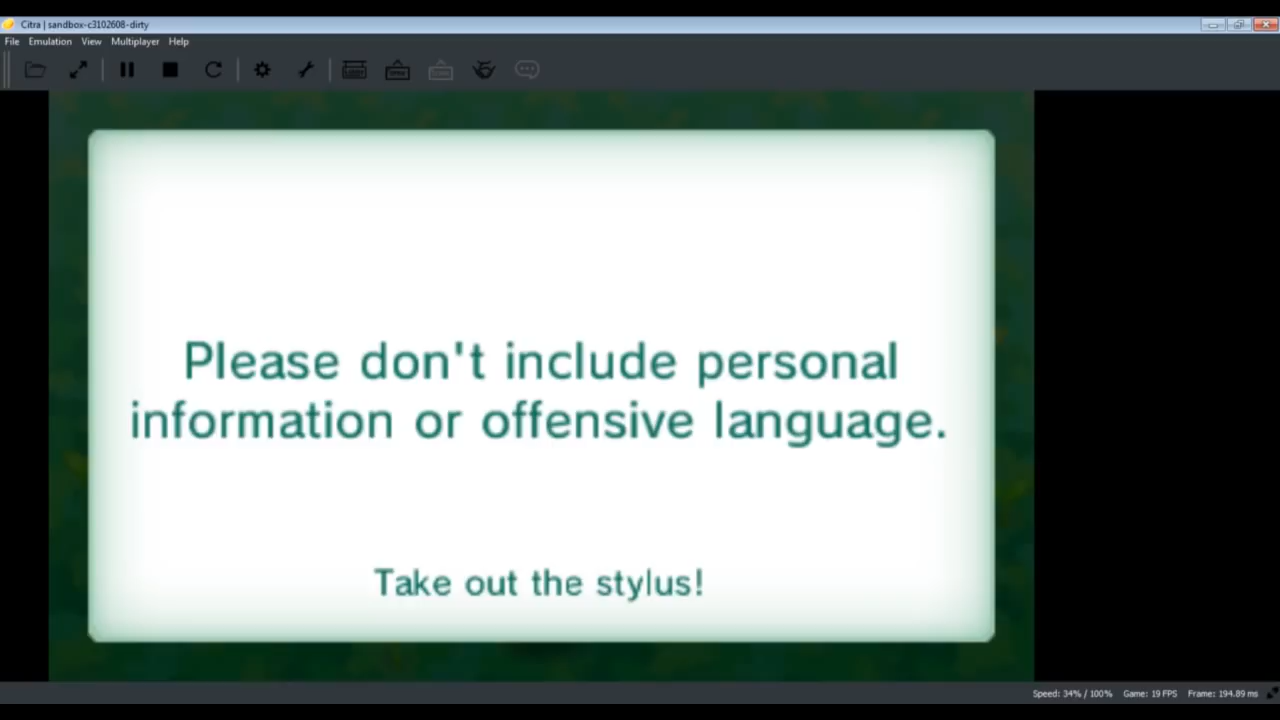 Citra | sandbox-c3102608-dirty
File Emulation View Multiplayer Help
Please don't include personal
information or offensive language.
Take out the stylus!
Speed: 34% / 100% Game: 19 FPS Frame: 194.89 ms